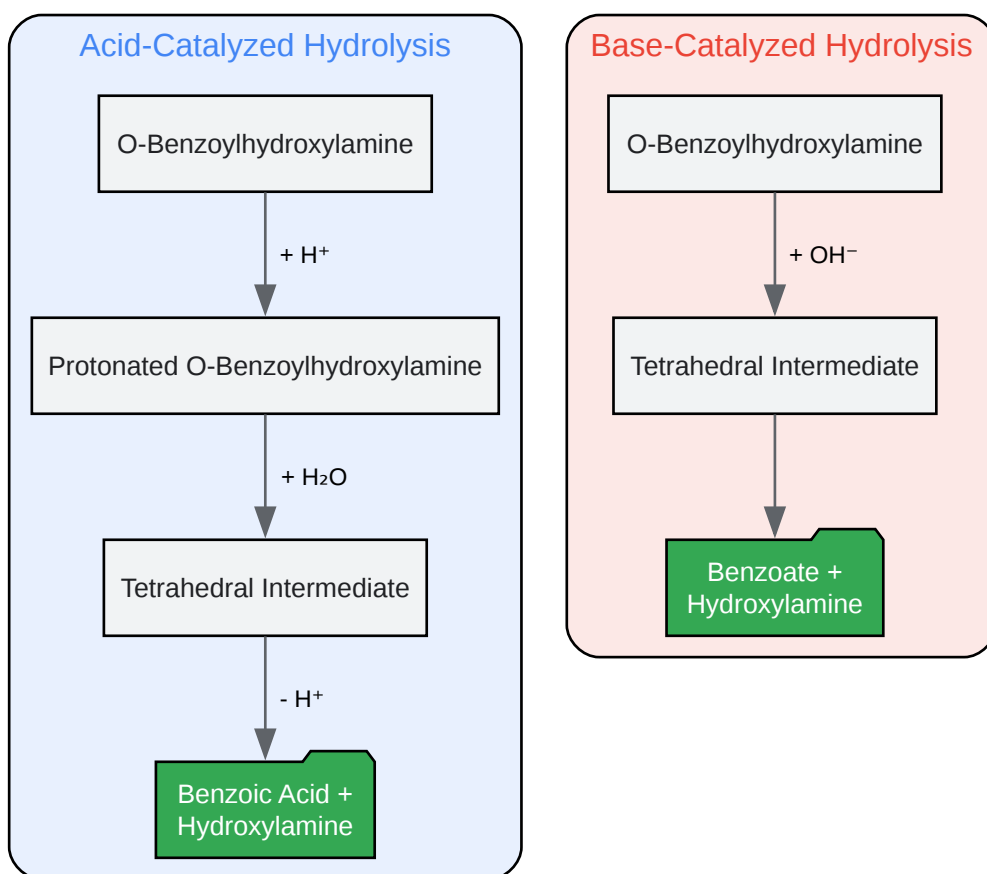 Acid-Catalyzed Hydrolysis
O-Benzoylhydroxylamine
+ H⁺
Protonated O-Benzoylhydroxylamine
+ H₂O
Tetrahedral Intermediate
- H⁺
Benzoic Acid +
Hydroxylamine
Base-Catalyzed Hydrolysis
O-Benzoylhydroxylamine
+ OH⁻
Tetrahedral Intermediate
Benzoate +
Hydroxylamine